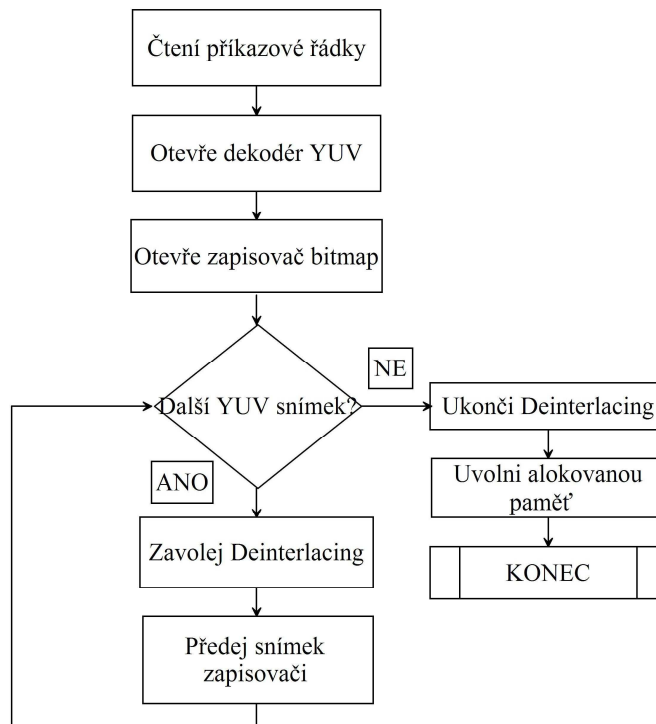 Čtení příkazové řádky
Otevře dekodér YUV
Otevře zapisovač bitmap
Další YUV snímek?
NE
Ukonči Deinterlacing
ANO
Uvolni alokovanou
paměť
Zavolej Deinterlacing
KONEC
Předej snímek
zapisovači